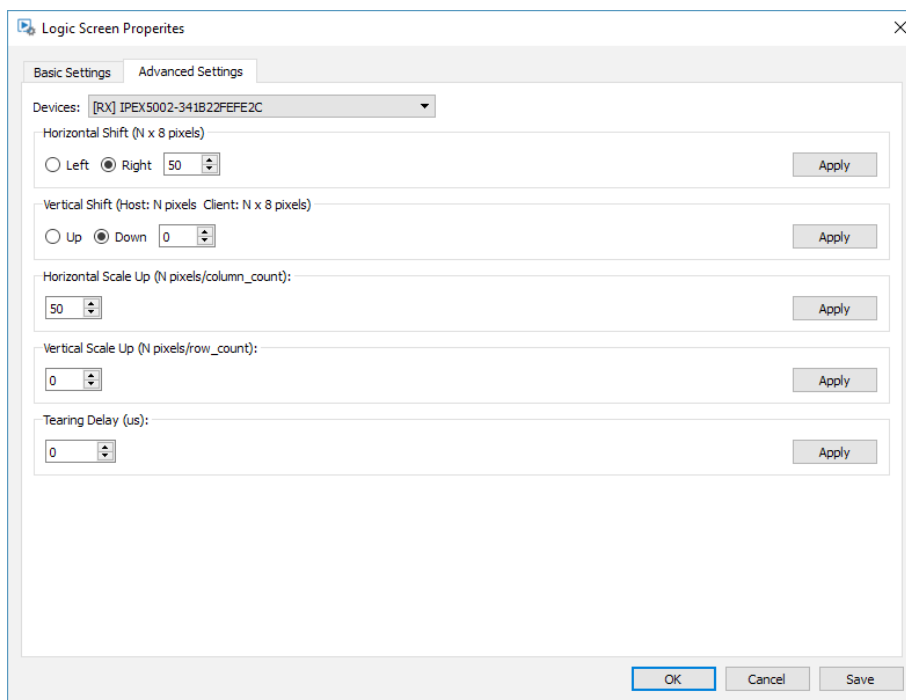 Logic Screen Properites
Basic Settings Advanced Settings
Devices: [RX] IPEX5002-341B22FEFE2C
Horizontal Shift (N x 8 pixels)
Left Right 50 Apply
Vertical Shift (Host: N pixels Client: N x 8 pixels)
Up Down 0 Apply
Horizontal Scale Up (N pixels/column_count):
50 Apply
Vertical Scale Up (N pixels/row_count):
0 Apply
Tearing Delay (us):
0 Apply
OK Cancel Save